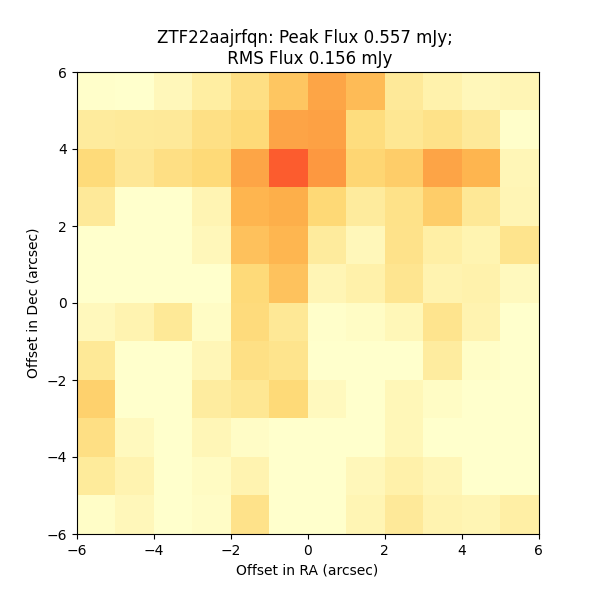 ZTF22aajrfqn: Peak Flux 0.557 mJy;
RMS Flux 0.156 mJy
6
4
2
0
−2
−4
−6
Offset in Dec (arcsec)
−6 −4 −2 0 2 4 6
Offset in RA (arcsec)